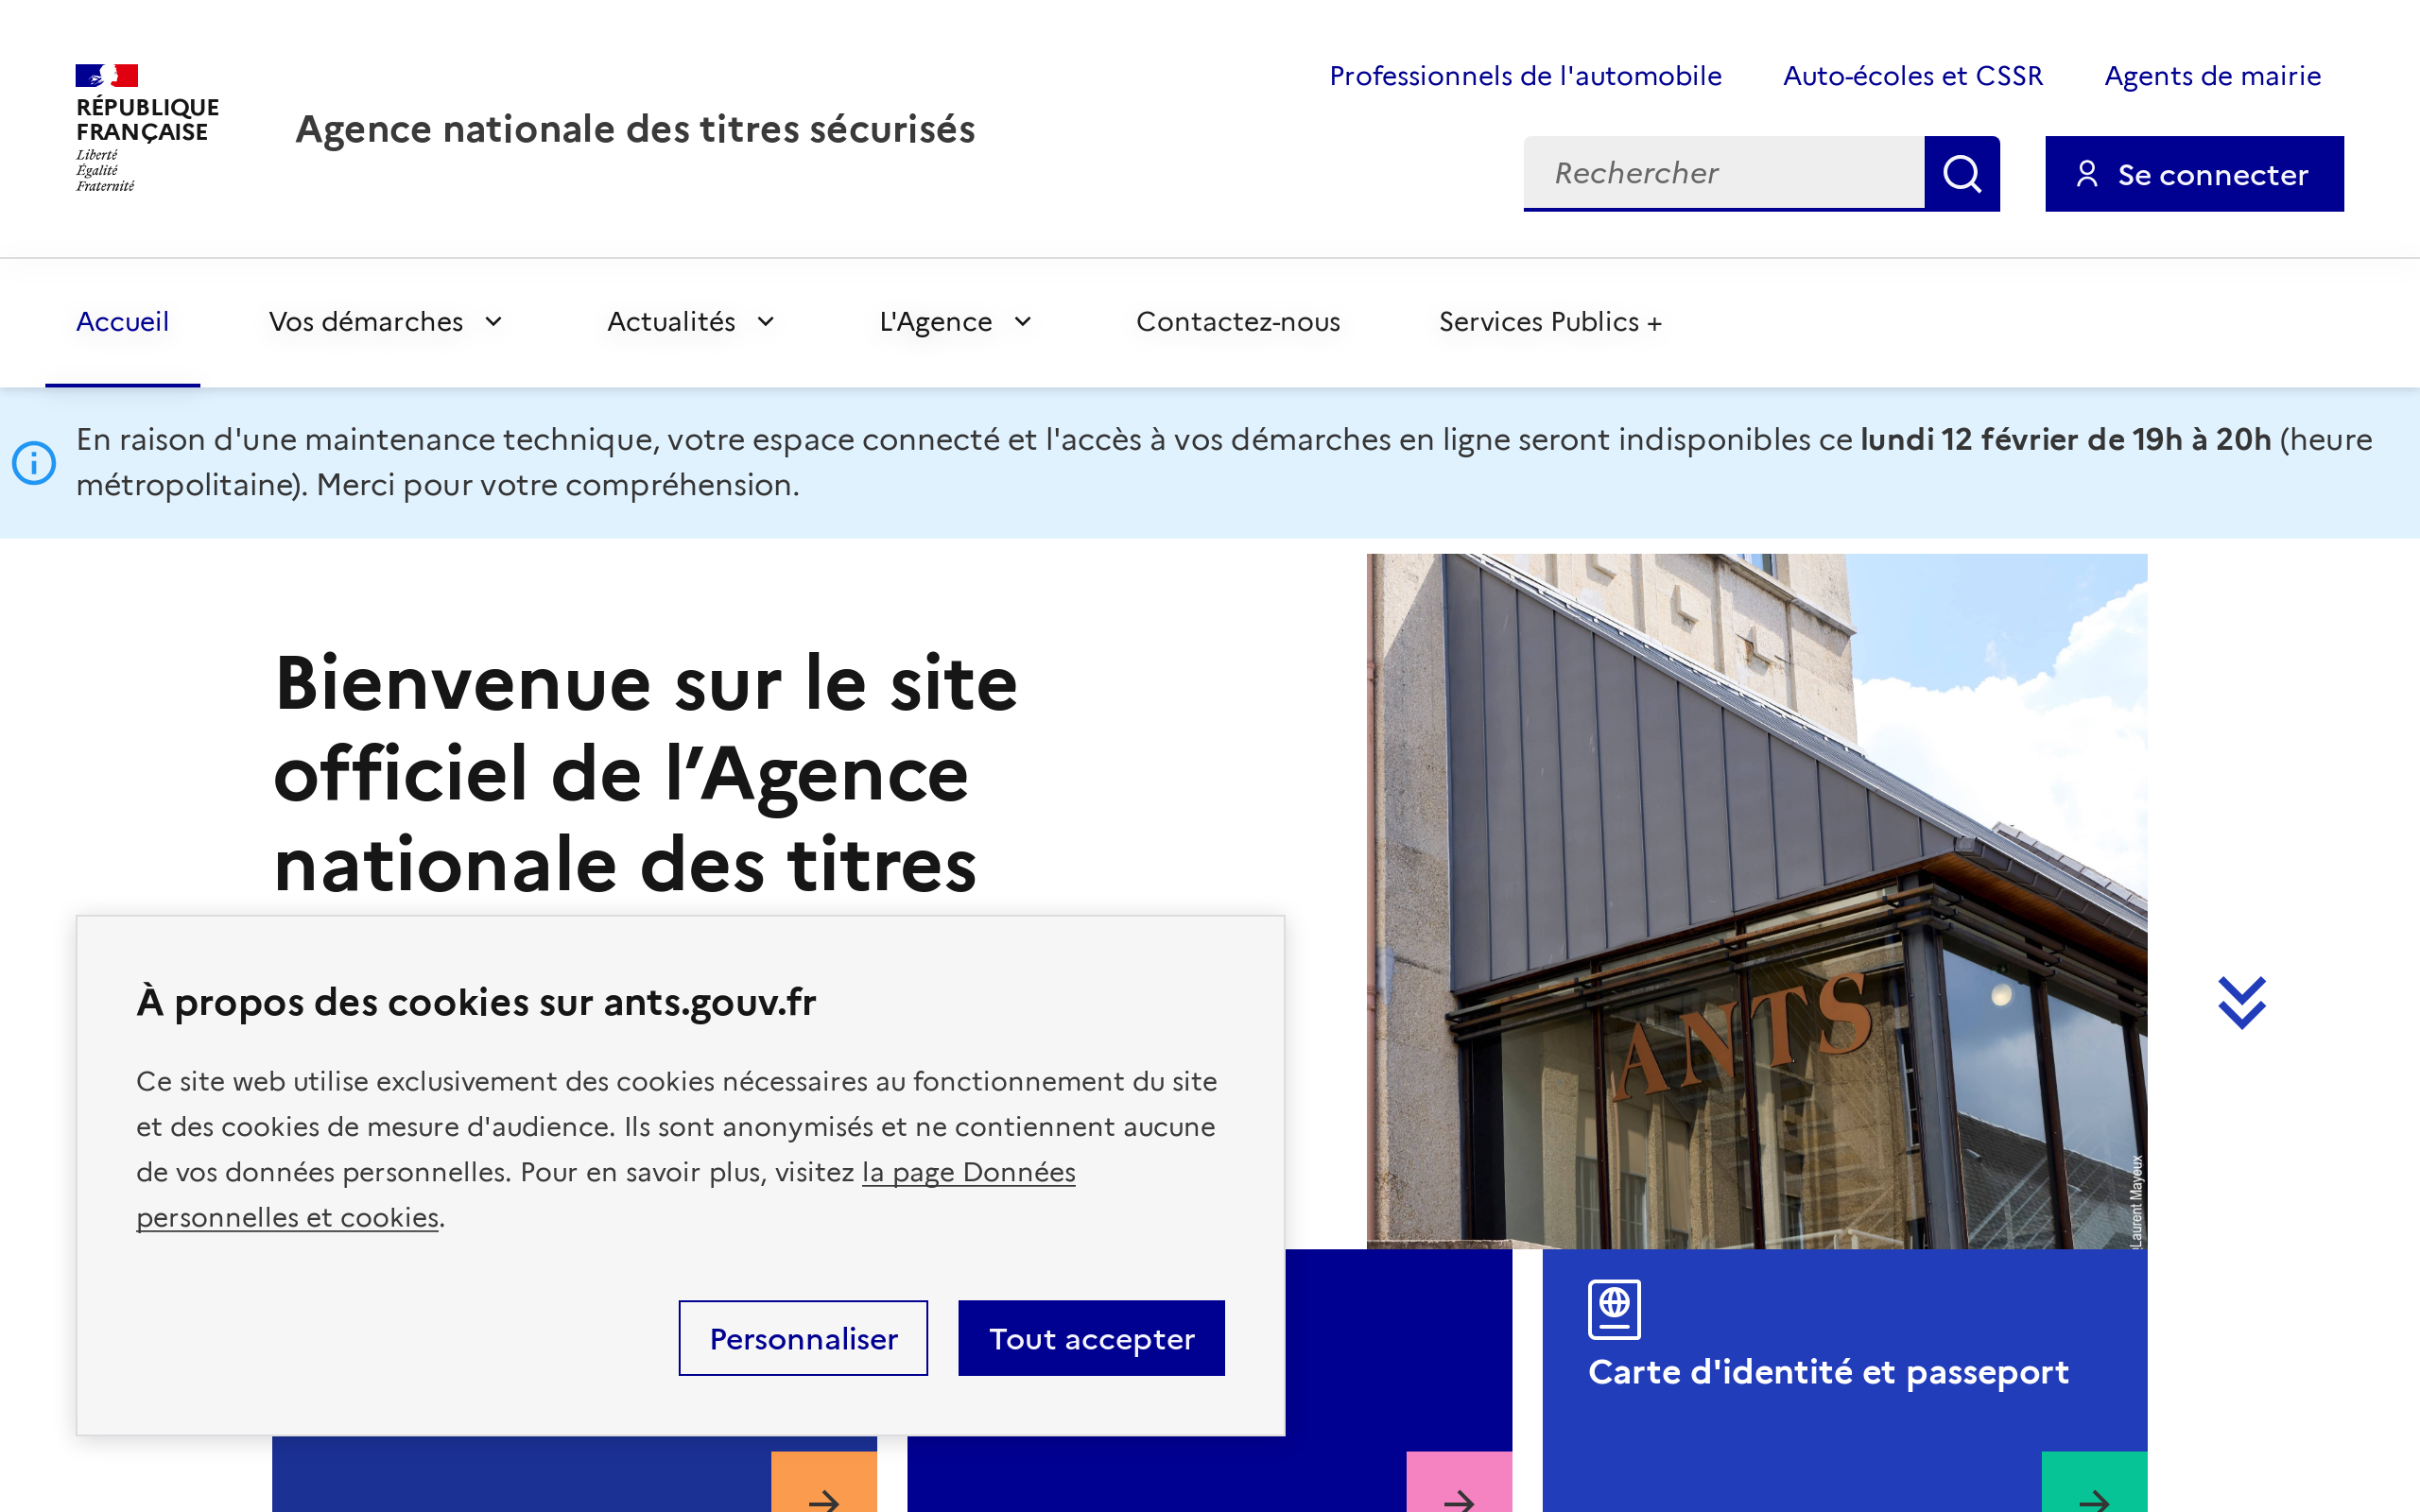 RÉPUBLIQUE
FRANÇAISE
Liberté
Égalité
Fraternité
Agence nationale des titres sécurisés
Professionnels de l'automobile
Auto-écoles et CSSR
Agents de mairie
Rechercher
Se connecter
Accueil
Vos démarches
Actualités
L'Agence
Contactez-nous
Services Publics +
En raison d'une maintenance technique, votre espace connecté et l'accès à vos démarches en ligne seront indisponibles ce lundi 12 février de 19h à 20h (heure
métropolitaine). Merci pour votre compréhension.
Bienvenue sur le site
officiel de l’Agence
nationale des titres
ANTS
Laurent Mayeux
À propos des cookies sur ants.gouv.fr
Ce site web utilise exclusivement des cookies nécessaires au fonctionnement du site
et des cookies de mesure d'audience. Ils sont anonymisés et ne contiennent aucune
de vos données personnelles. Pour en savoir plus, visitez la page Données
personnelles et cookies.
Personnaliser
Tout accepter
Carte d'identité et passeport